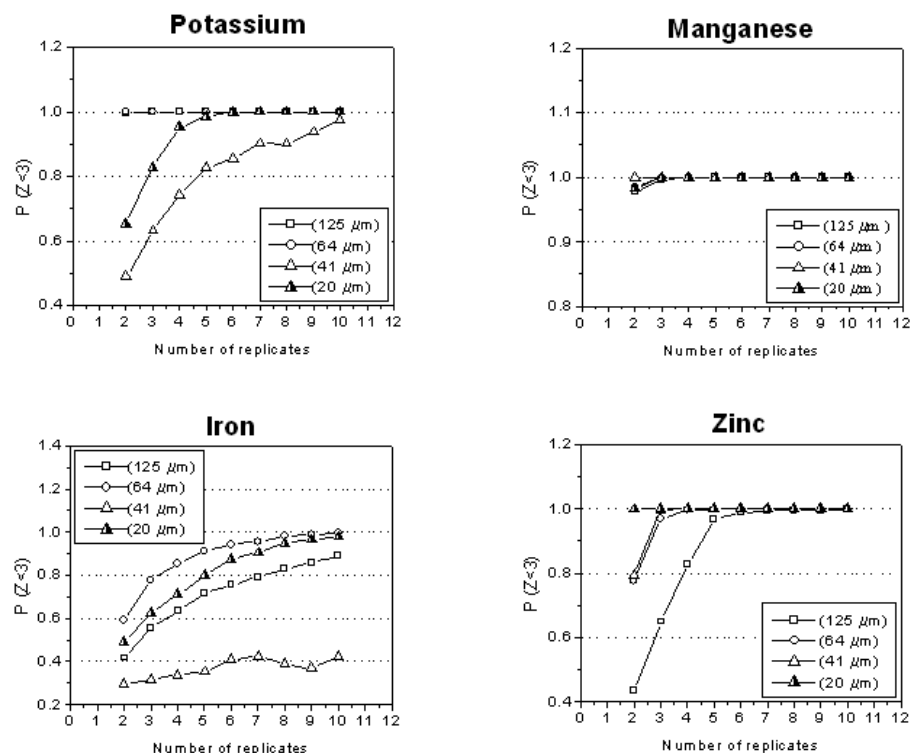 Potassium
P (Z<3)
1.2
1.0
0.8
0.6
0.4
(125 μm)
(64 μm)
(41 μm)
(20 μm)
0 1 2 3 4 5 6 7 8 9 10 11 12
Number of replicates
Manganese
P (Z<3)
1.2
1.1
1.0
0.9
0.8
(125 μm)
(64 μm)
(41 μm)
(20 μm)
0 1 2 3 4 5 6 7 8 9 10 11 12
Number of replicates
Iron
P (Z<3)
1.4
1.2
1.0
0.8
0.6
0.4
0.2
(125 μm)
(64 μm)
(41 μm)
(20 μm)
0 1 2 3 4 5 6 7 8 9 10 11 12
Number of replicates
Zinc
P (Z<3)
1.2
1.0
0.8
0.6
0.4
(125 μm)
(64 μm)
(41 μm)
(20 μm)
0 1 2 3 4 5 6 7 8 9 10 11 12
Number of replicates